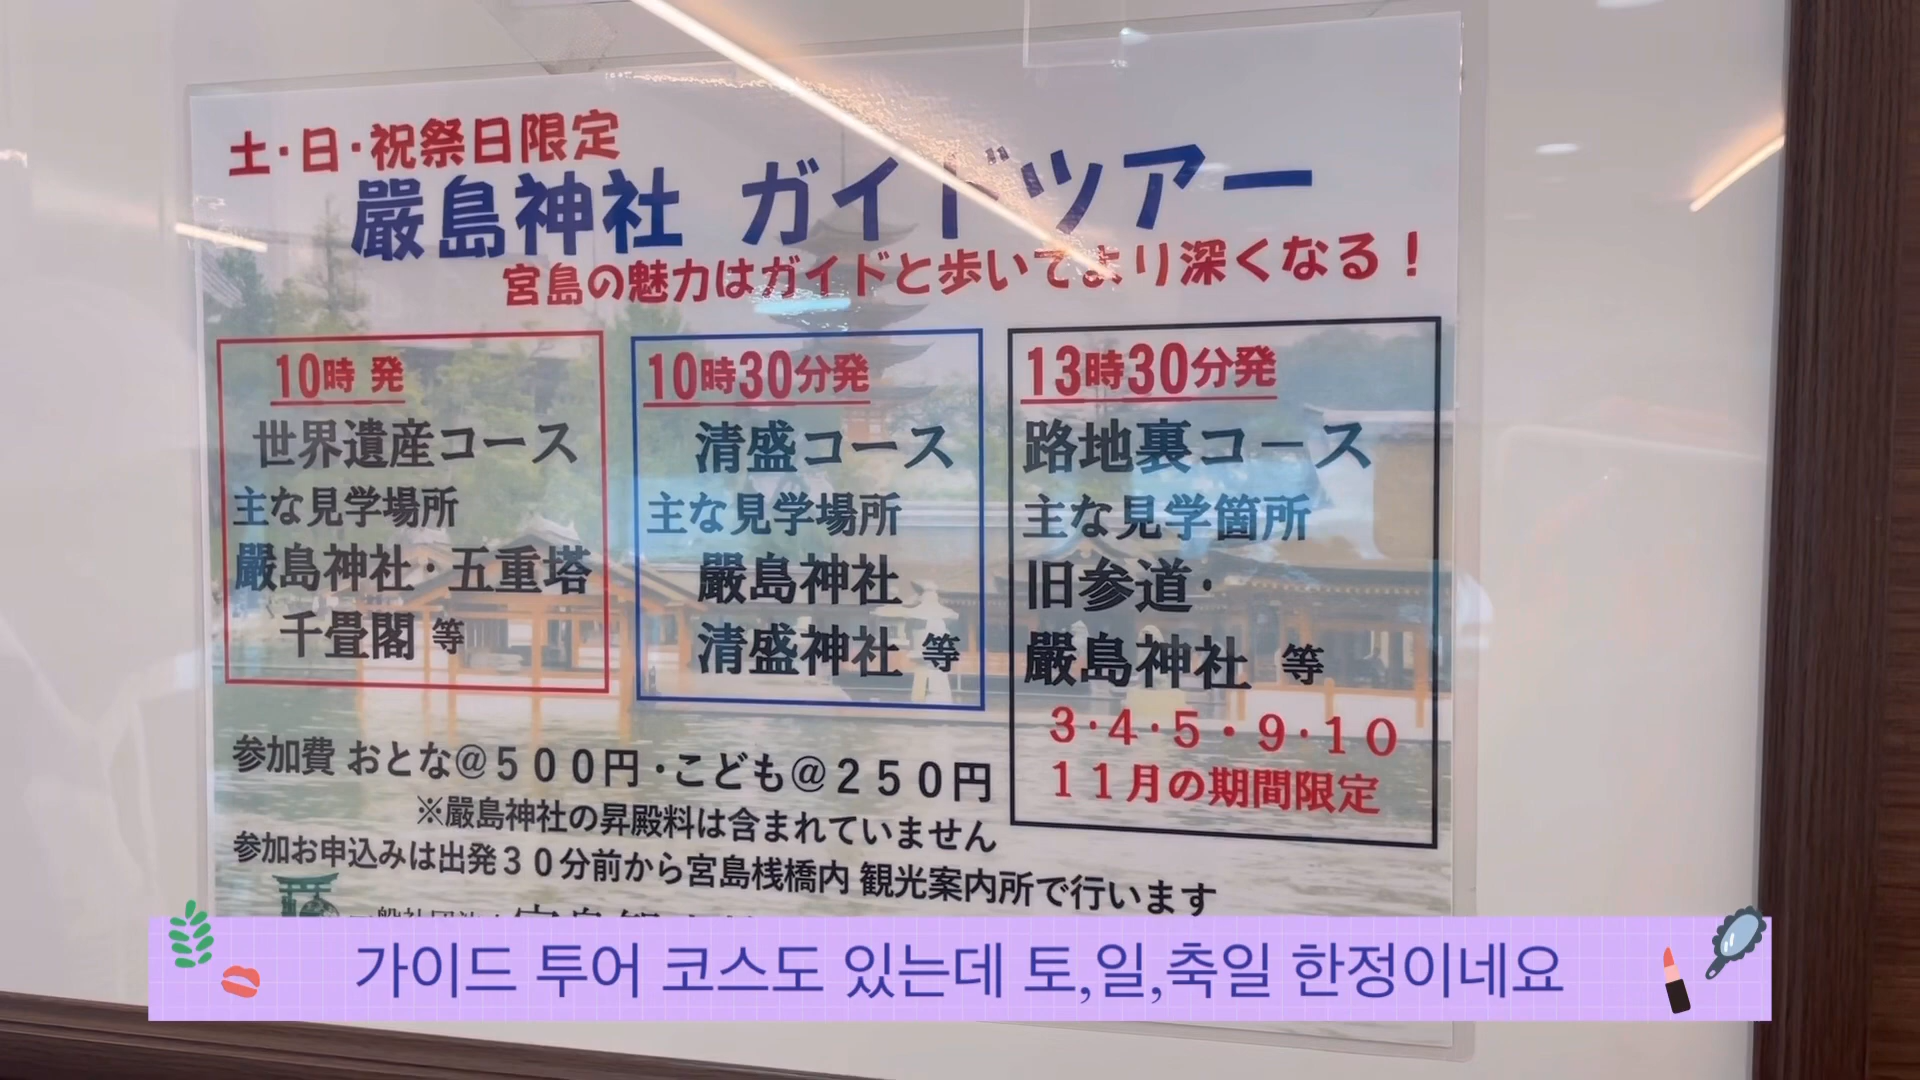 土・日・祝祭日限定
嚴島神社 ガイドツアー
宮島の魅力はガイドと歩いてより深くなる！
10時 発
世界遺産コース
主な見学場所
嚴島神社・五重塔
千畳閣 等
10時30分発
清盛コース
主な見学場所
嚴島神社
清盛神社 等
13時30分発
路地裏コース
主な見学箇所
旧参道・
嚴島神社 等
3・4・5・9・10
11月の期間限定
参加費 おとな@500円・こども@250円
※嚴島神社の昇殿料は含まれていません
参加お申込みは出発30分前から宮島桟橋内 観光案内所で行います
가이드 투어 코스도 있는데 토,일,축일 한정이네요